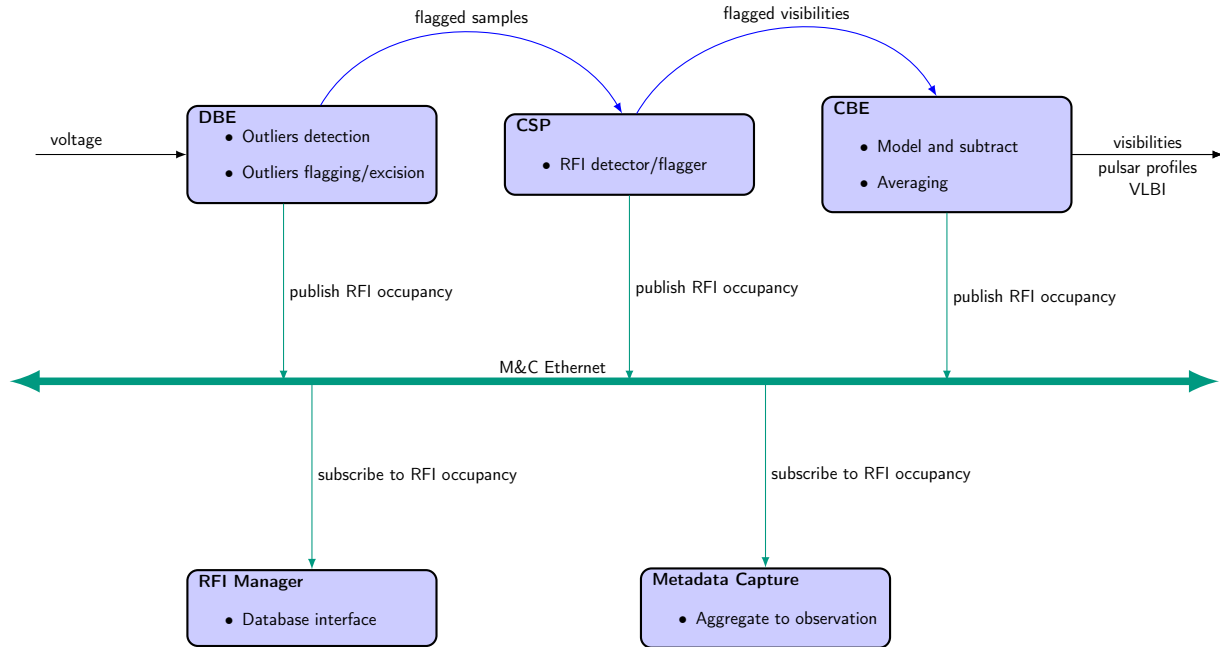 flagged samples
flagged visibilities
voltage
DBE
• Outliers detection
• Outliers flagging/excision
CSP
• RFI detector/flagger
CBE
• Model and subtract
• Averaging
visibilities
pulsar profiles
VLBI
publish RFI occupancy
publish RFI occupancy
publish RFI occupancy
M&C Ethernet
subscribe to RFI occupancy
subscribe to RFI occupancy
RFI Manager
• Database interface
Metadata Capture
• Aggregate to observation